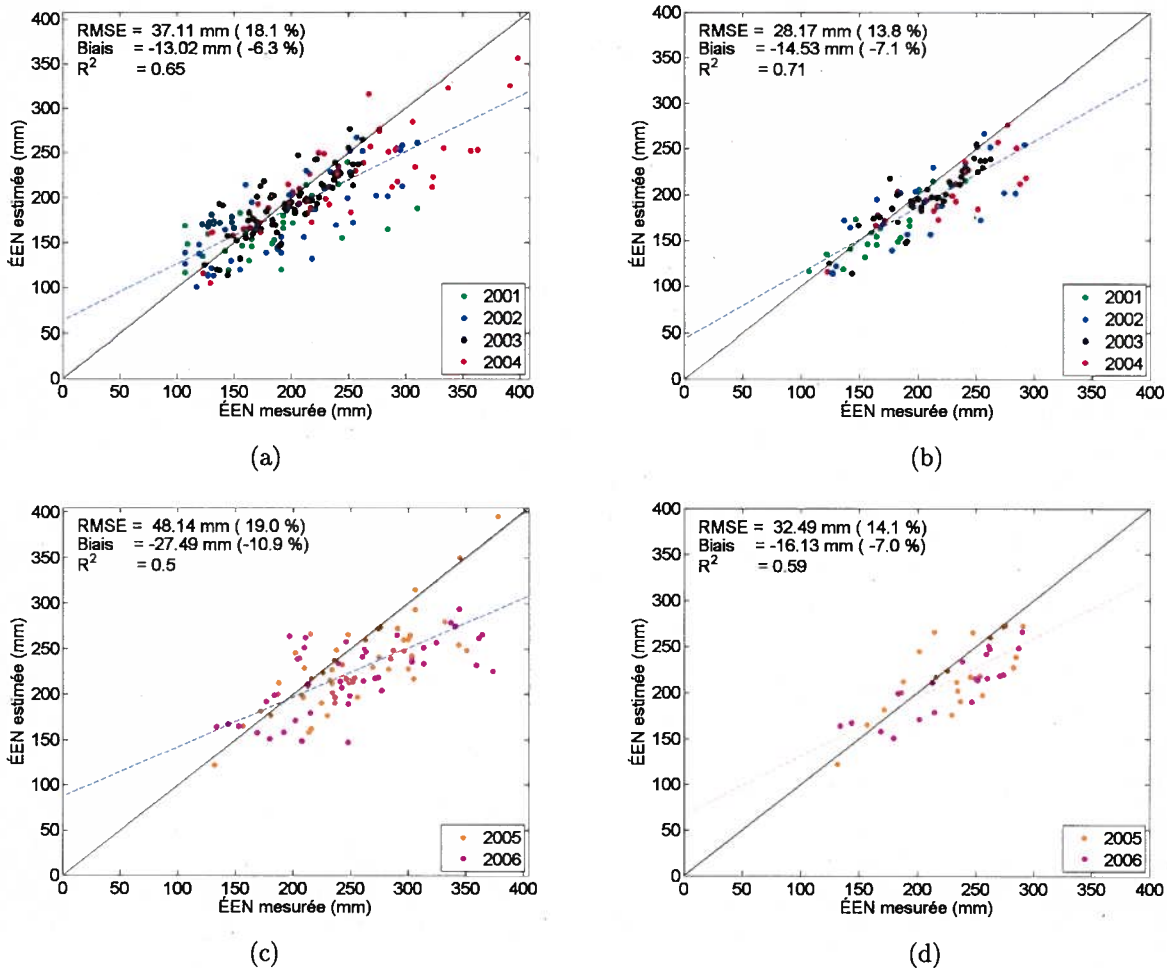 RMSE = 37.11 mm ( 18.1 %)
Biais = -13.02 mm ( -6.3 %)
R² = 0.65
400
350
300
250
200
150
100
50
0
ÉEN estimée (mm)
0 50 100 150 200 250 300 350 400
ÉEN mesurée (mm)
2001
2002
2003
2004
(a)
RMSE = 28.17 mm ( 13.8 %)
Biais = -14.53 mm ( -7.1 %)
R² = 0.71
400
350
300
250
200
150
100
50
0
ÉEN estimée (mm)
0 50 100 150 200 250 300 350 400
ÉEN mesurée (mm)
2001
2002
2003
2004
(b)
RMSE = 48.14 mm ( 19.0 %)
Biais = -27.49 mm (-10.9 %)
R² = 0.5
400
350
300
250
200
150
100
50
0
ÉEN estimée (mm)
0 50 100 150 200 250 300 350 400
ÉEN mesurée (mm)
2005
2006
(c)
RMSE = 32.49 mm ( 14.1 %)
Biais = -16.13 mm ( -7.0 %)
R² = 0.59
400
350
300
250
200
150
100
50
0
ÉEN estimée (mm)
0 50 100 150 200 250 300 350 400
ÉEN mesurée (mm)
2005
2006
(d)